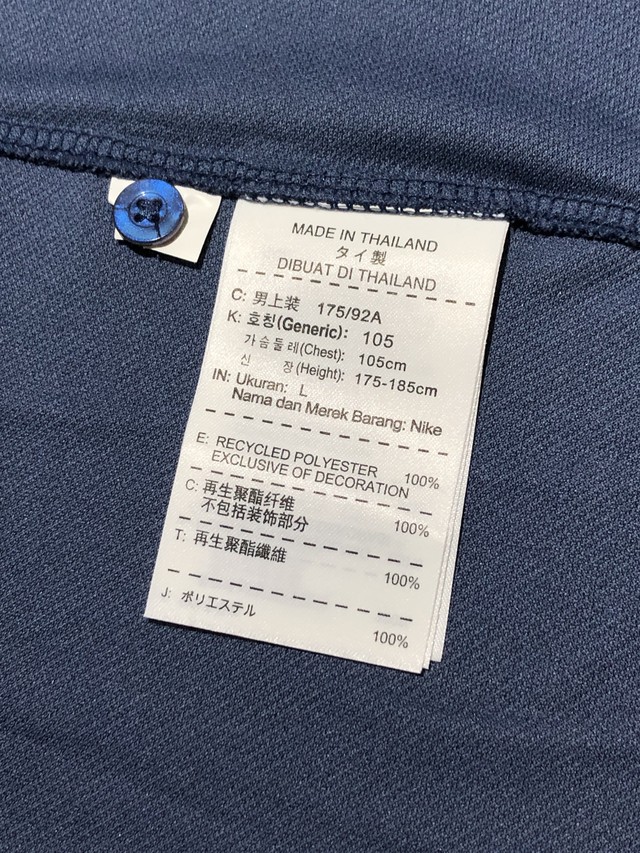 MADE IN THAILAND
タイ製
DIBUAT DI THAILAND
C: 男上装 175/92A
K: 호칭(Generic): 105
가슴둘레(Chest): 105cm
신 장(Height): 175-185cm
IN: Ukuran: L
Nama dan Merek Barang: Nike
E: RECYCLED POLYESTER 100%
EXCLUSIVE OF DECORATION
C: 再生聚酯纤维 100%
不包括装饰部分
T: 再生聚酯纖維 100%
J: ポリエステル 100%